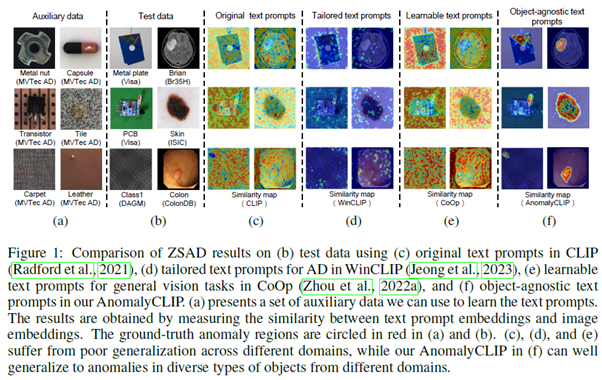 Auxiliary data
Test data
Original text prompts
Tailored text prompts
Learnable text prompts
Object-agnostic text prompts
Metal nut (MVTec AD)
Capsule (MVTec AD)
Metal plate (Visa)
Brian (Br35H)
Transistor (MVTec AD)
Tile (MVTec AD)
PCB (Visa)
Skin (ISIC)
Carpet (MVTec AD)
Leather (MVTec AD)
Class1 (DAGM)
Colon (ColonDB)
Similarity map (CLIP)
Similarity map (WinCLIP)
Similarity map (CoOp)
Similarity map (AnomalyCLIP)
(a)
(b)
(c)
(d)
(e)
(f)
Figure 1: Comparison of ZSAD results on (b) test data using (c) original text prompts in CLIP
(Radford et al., 2021), (d) tailored text prompts for AD in WinCLIP (Jeong et al., 2023), (e) learnable
text prompts for general vision tasks in CoOp (Zhou et al., 2022a), and (f) object-agnostic text
prompts in our AnomalyCLIP. (a) presents a set of auxiliary data we can use to learn the text prompts.
The results are obtained by measuring the similarity between text prompt embeddings and image
embeddings. The ground-truth anomaly regions are circled in red in (a) and (b). (c), (d), and (e)
suffer from poor generalization across different domains, while our AnomalyCLIP in (f) can well
generalize to anomalies in diverse types of objects from different domains.